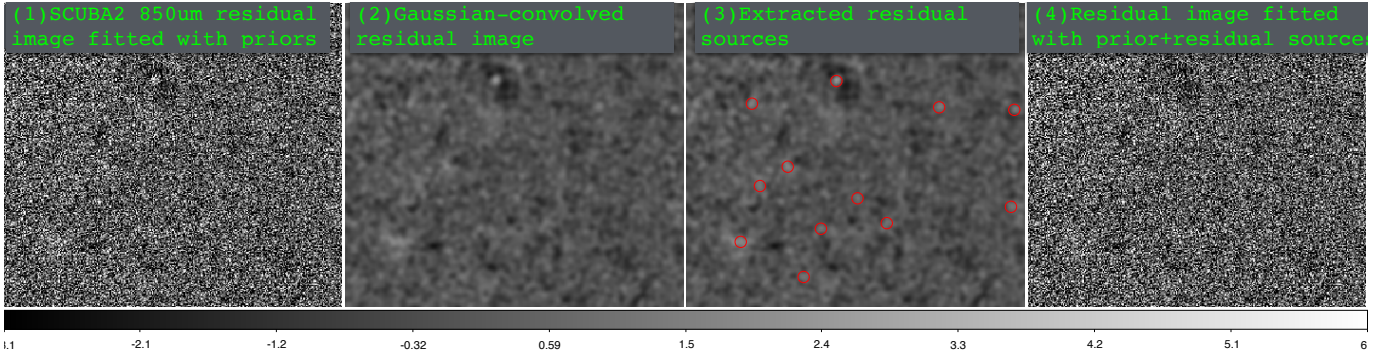 (1)SCUBA2 850um residual
image fitted with priors
(2)Gaussian-convolved
residual image
(3)Extracted residual
sources
(4)Residual image fitted
with prior+residual sources
-2.1 -1.2 -0.32 0.59 1.5 2.4 3.3 4.2 5.1 6